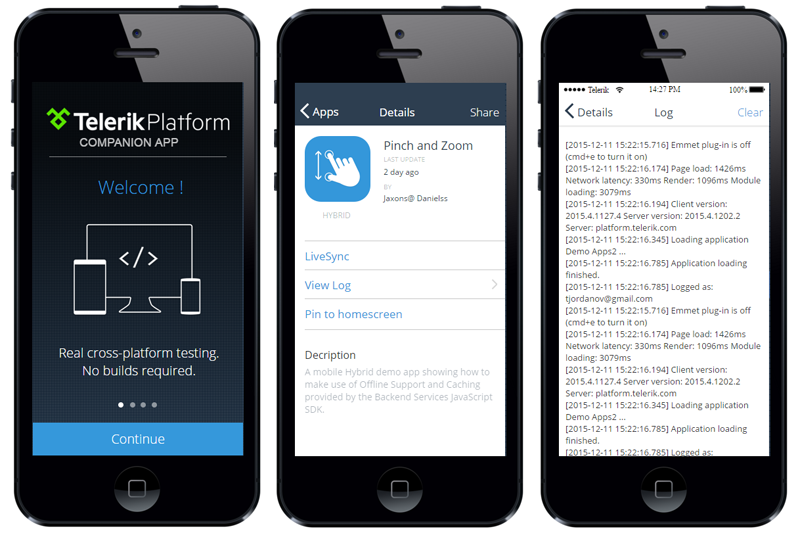 Telerik Platform
COMPANION APP
Welcome !
</>
Real cross-platform testing.
No builds required.
Continue
Apps
Details
Share
Pinch and Zoom
LAST UPDATE
2 day ago
BY
Jaxons@ Danielss
HYBRID
LiveSync
View Log
Pin to homescreen
Decription
A mobile Hybrid demo app showing how to
make use of Offline Support and Caching
provided by the Backend Services JavaScript
SDK.
Telerik
14:27 PM
100%
Details
Log
Clear
[2015-12-11 15:22:15.716] Emmet plug-in is off
(cmd+e to turn it on)
[2015-12-11 15:22:16.174] Page load: 1426ms
Network latency: 330ms Render: 1096ms Module
loading: 3079ms
[2015-12-11 15:22:16.194] Client version:
2015.4.1127.4 Server version: 2015.4.1202.2
Server: platform.telerik.com
[2015-12-11 15:22:16.345] Loading application
Demo Apps2 ...
[2015-12-11 15:22:16.785] Application loading
finished.
[2015-12-11 15:22:16.785] Logged as:
tjordanov@gmail.com
[2015-12-11 15:22:15.716] Emmet plug-in is off
(cmd+e to turn it on)
[2015-12-11 15:22:16.174] Page load: 1426ms
Network latency: 330ms Render: 1096ms Module
loading: 3079ms
[2015-12-11 15:22:16.194] Client version:
2015.4.1127.4 Server version: 2015.4.1202.2
Server: platform.telerik.com
[2015-12-11 15:22:16.345] Loading application
Demo Apps2 ...
[2015-12-11 15:22:16.785] Application loading
finished.
[2015-12-11 15:22:16.785] Logged as: